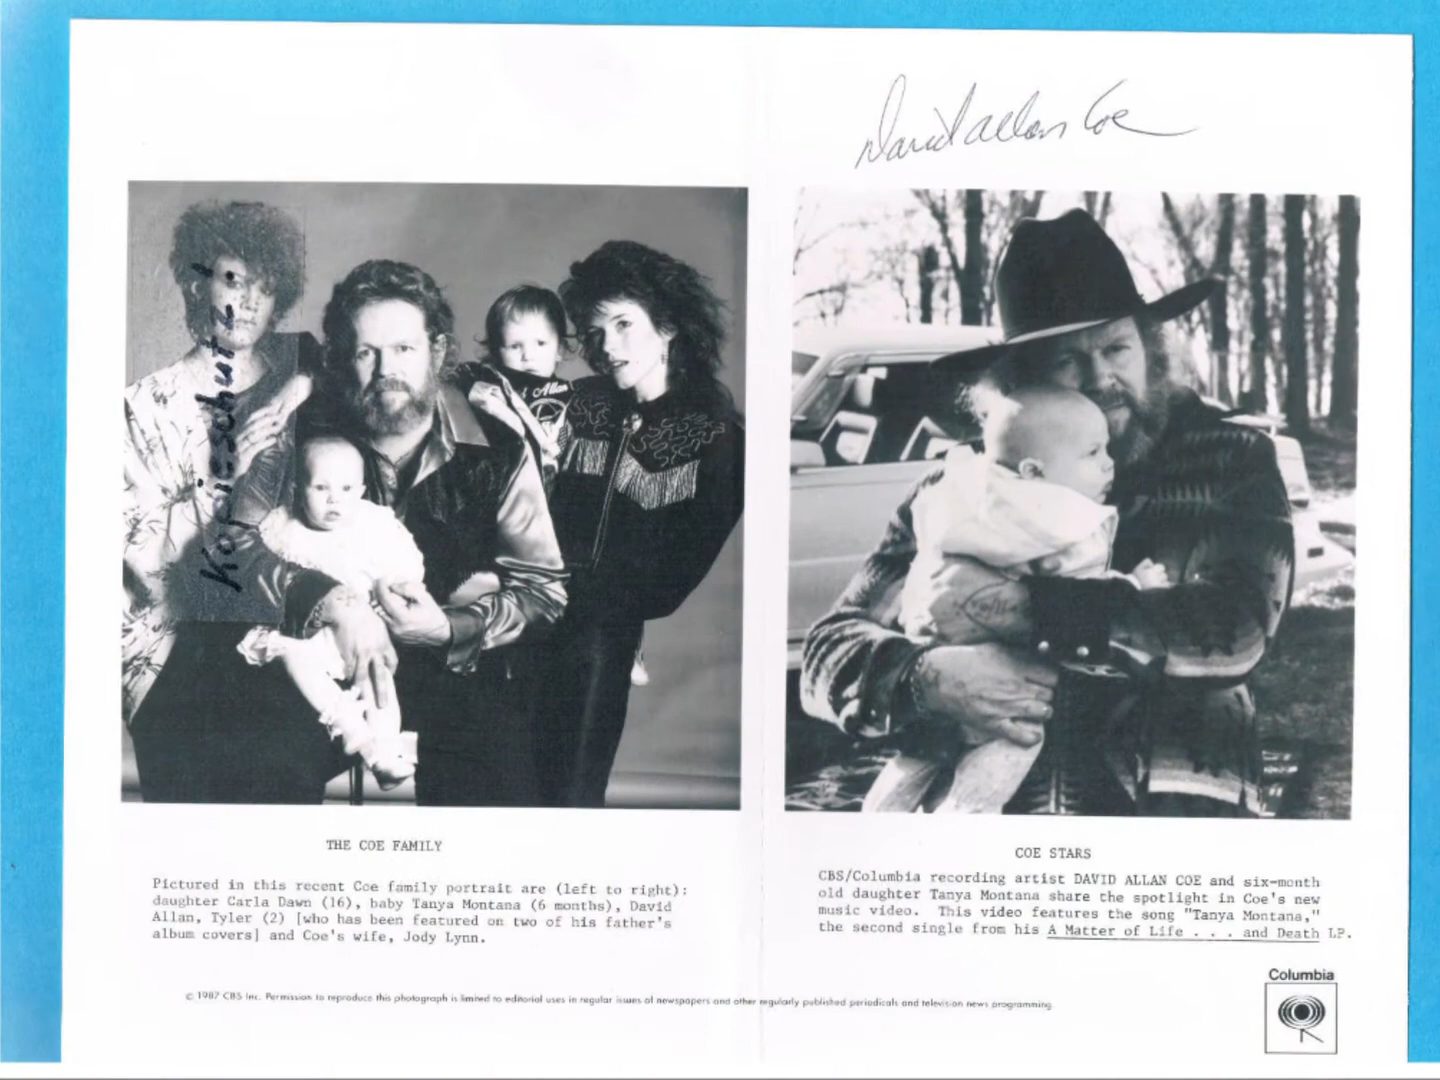 David Allan Coe
Kopieschutz!
Allan
THE COE FAMILY
Pictured in this recent Coe family portrait are (left to right):
daughter Carla Dawn (16), baby Tanya Montana (6 months), David
Allan, Tyler (2) [who has been featured on two of his father's
album covers] and Coe's wife, Jody Lynn.
COE STARS
CBS/Columbia recording artist DAVID ALLAN COE and six-month
old daughter Tanya Montana share the spotlight in Coe's new
music video. This video features the song "Tanya Montana,"
the second single from his A Matter of Life . . . and Death LP.
© 1987 CBS Inc. Permission to reproduce this photograph is limited to editorial uses in regular issues of newspapers and other regularly published periodicals and television news programming.
Columbia